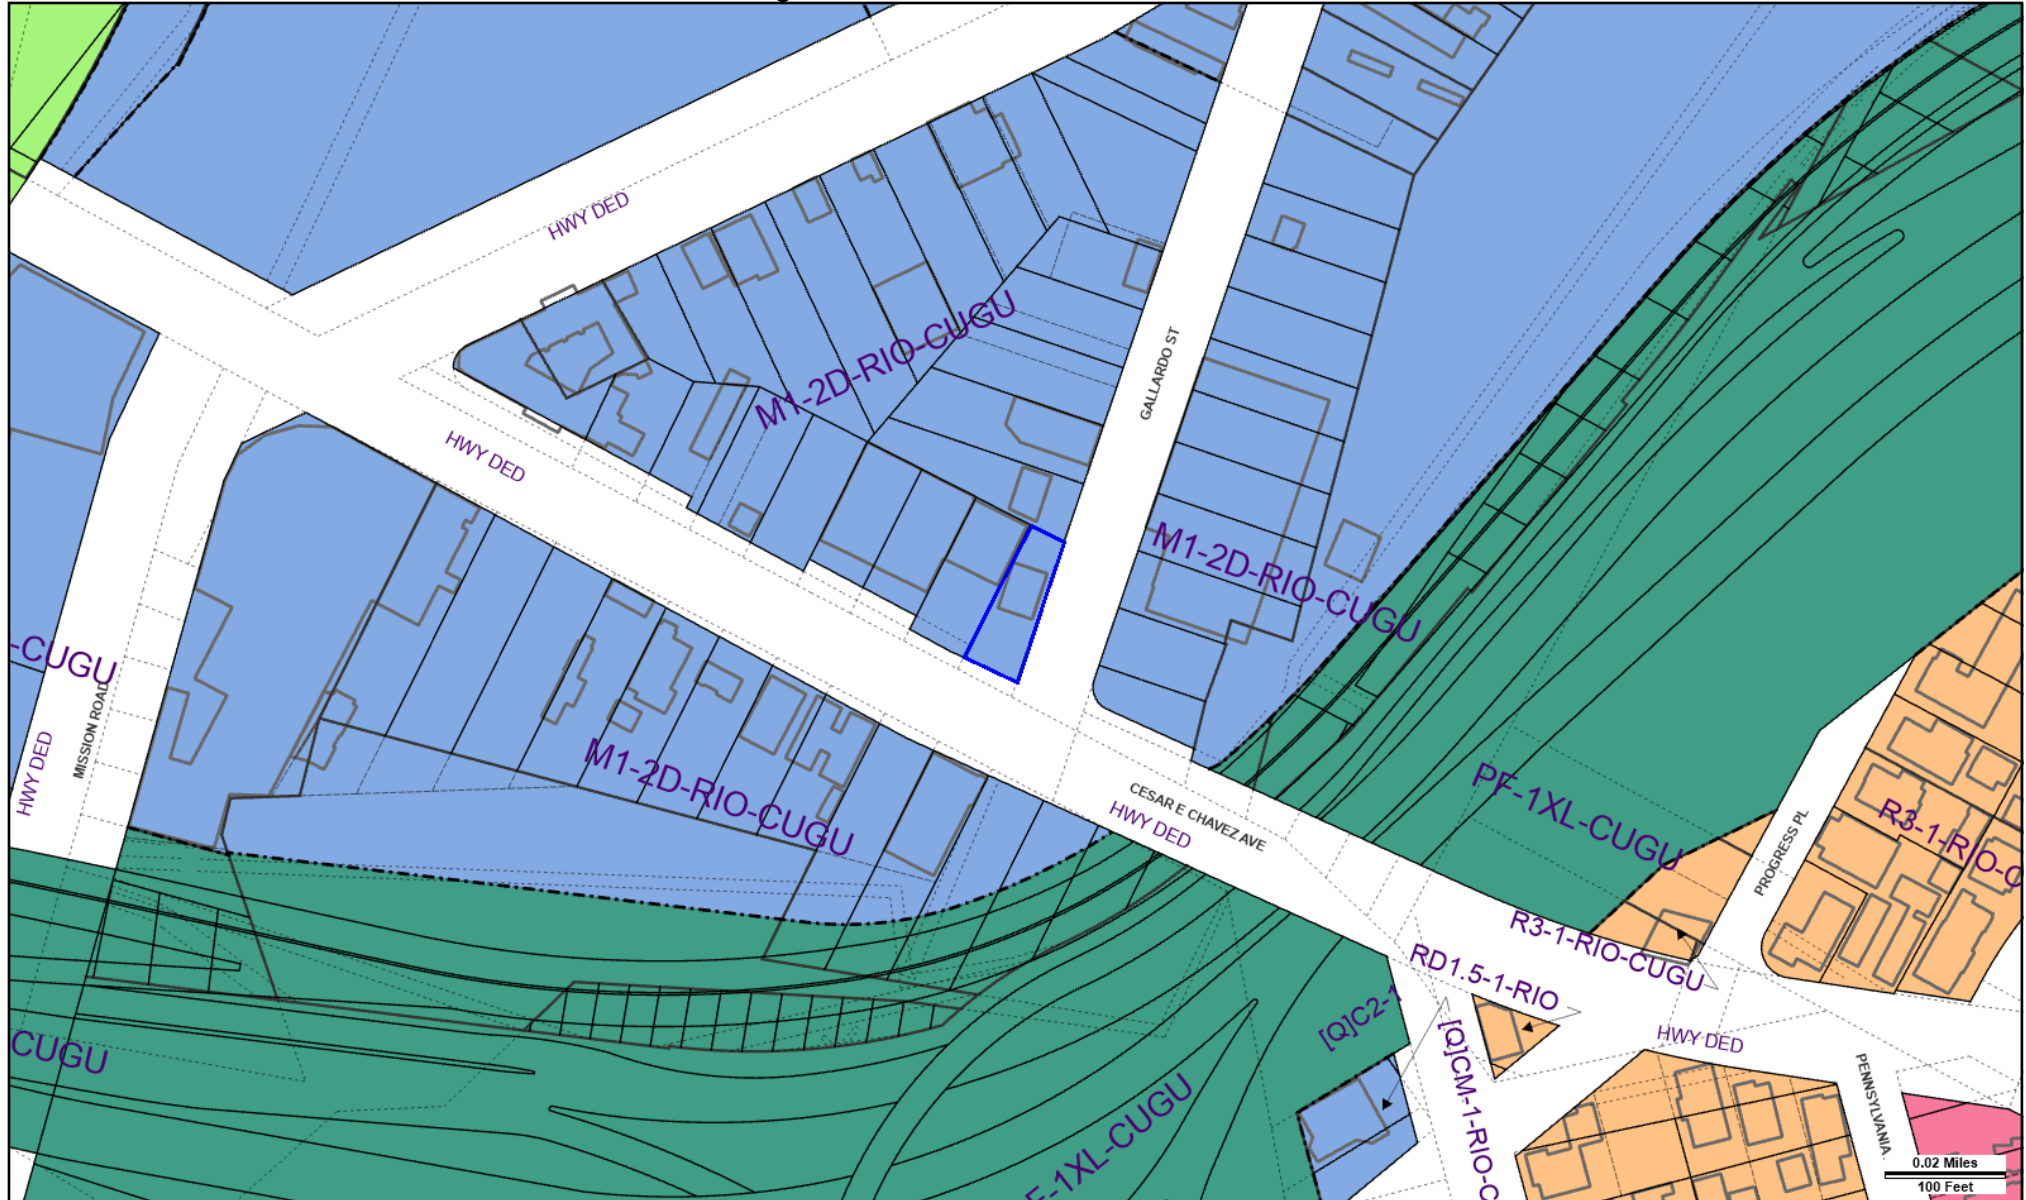 HWY DED
M1-2D-RIO-CUGU
GALLARDO ST
HWY DED
M1-2D-RIO-CUGU
-CUGU
MISSION ROAD
HWY DED
M1-2D-RIO-CUGU
CESAR E CHAVEZ AVE
HWY DED
PF-1XL-CUGU
PROGRESS PL
R3-1-RIO-C
R3-1-RIO-CUGU
RD1.5-1-RIO
[Q]C2-1
[Q]CM-1-RIO-C
HWY DED
PENNSYLVANIA
CUGU
F-1XL-CUGU
0.02 Miles
100 Feet